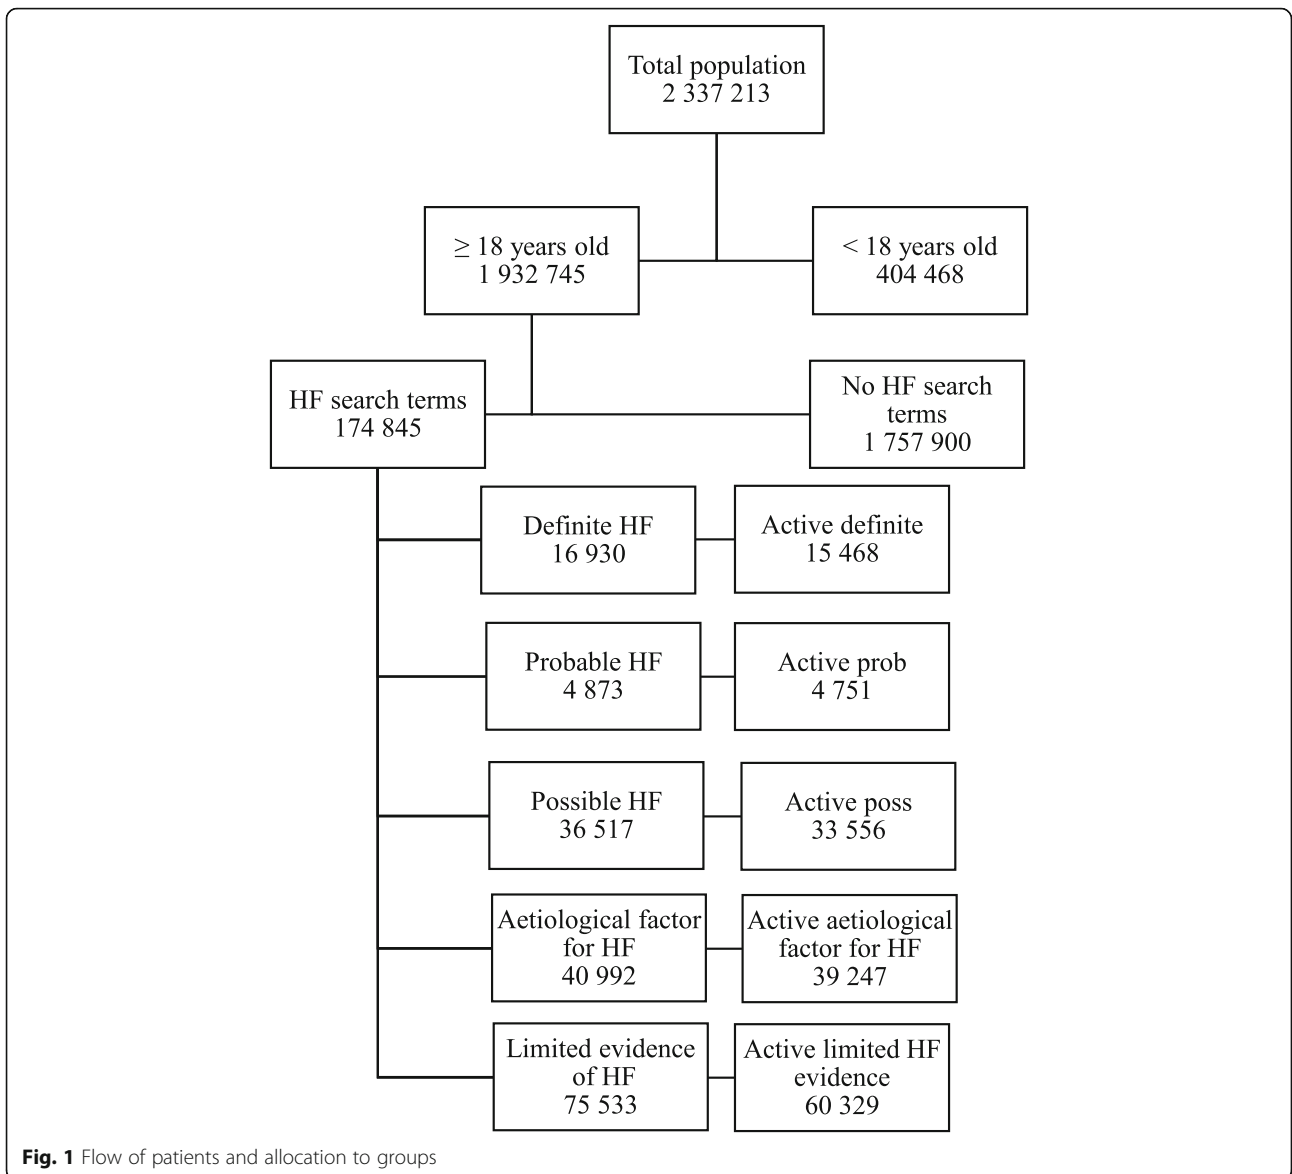 Total population
2 337 213
≥ 18 years old
1 932 745
< 18 years old
404 468
HF search terms
174 845
No HF search
terms
1 757 900
Definite HF
16 930
Active definite
15 468
Probable HF
4 873
Active prob
4 751
Possible HF
36 517
Active poss
33 556
Aetiological factor
for HF
40 992
Active aetiological
factor for HF
39 247
Limited evidence
of HF
75 533
Active limited HF
evidence
60 329
Fig. 1 Flow of patients and allocation to groups